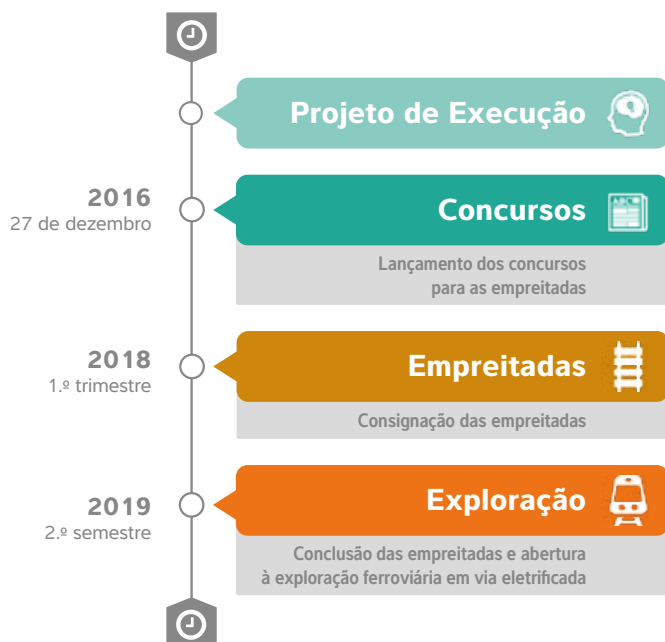 Projeto de Execução
2016
27 de dezembro
Concursos
Lançamento dos concursos
para as empreitadas
2018
1.º trimestre
Empreitadas
Consignação das empreitadas
2019
2.º semestre
Exploração
Conclusão das empreitadas e abertura
à exploração ferroviária em via eletrificada